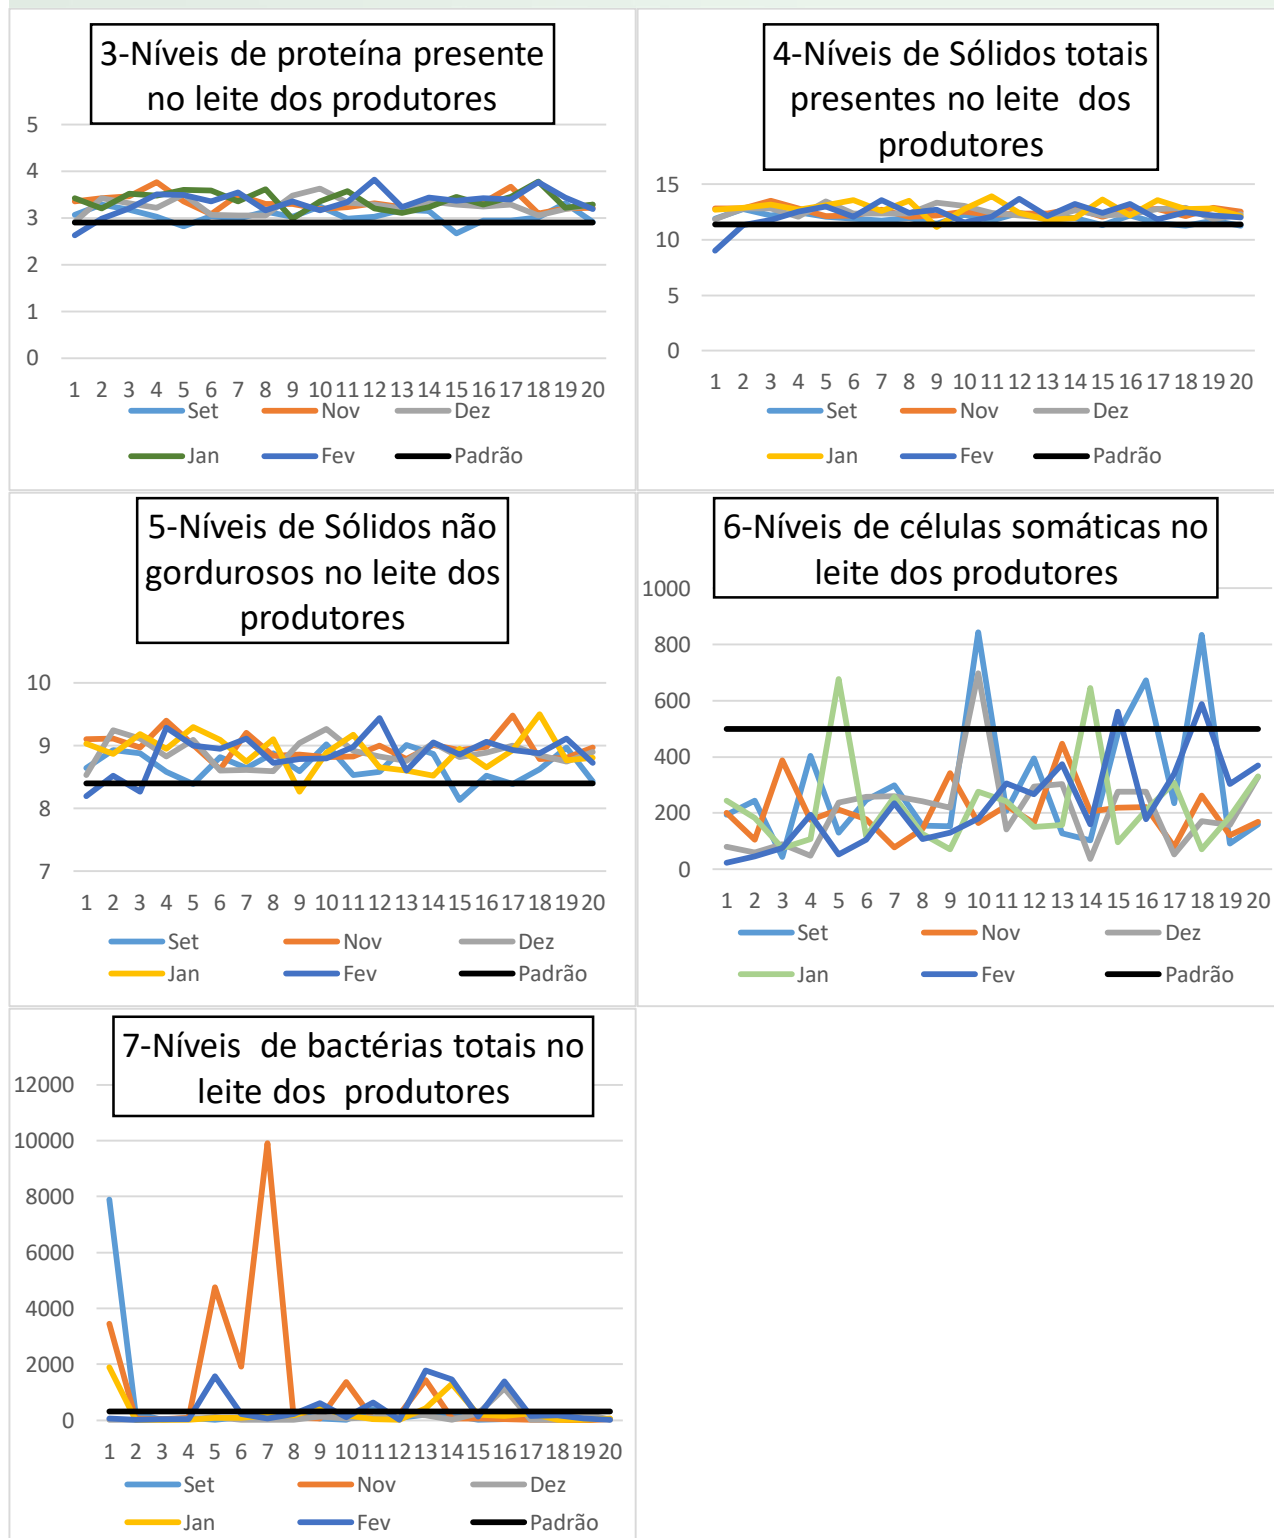 3-Níveis de proteína presente
no leite dos produtores
5
4
3
2
1
0
1 2 3 4 5 6 7 8 9 10 11 12 13 14 15 16 17 18 19 20
Set Nov Dez
Jan Fev Padrão
4-Níveis de Sólidos totais
presentes no leite dos
produtores
15
10
5
0
1 2 3 4 5 6 7 8 9 10 11 12 13 14 15 16 17 18 19 20
Set Nov Dez
Jan Fev Padrão
5-Níveis de Sólidos não
gordurosos no leite dos
produtores
10
9
8
7
1 2 3 4 5 6 7 8 9 10 11 12 13 14 15 16 17 18 19 20
Set Nov Dez
Jan Fev Padrão
6-Níveis de células somáticas no
leite dos produtores
1000
800
600
400
200
0
1 2 3 4 5 6 7 8 9 10 11 12 13 14 15 16 17 18 19 20
Set Nov Dez
Jan Fev Padrão
7-Níveis de bactérias totais no
leite dos produtores
12000
10000
8000
6000
4000
2000
0
1 2 3 4 5 6 7 8 9 10 11 12 13 14 15 16 17 18 19 20
Set Nov Dez
Jan Fev Padrão